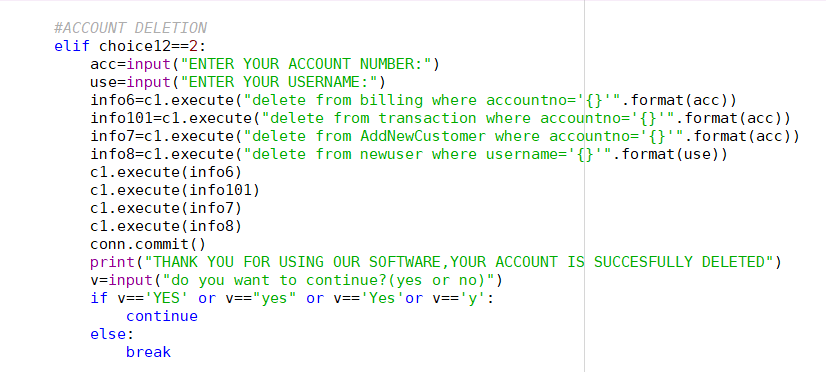 #ACCOUNT DELETION
elif choice12==2:
    acc=input("ENTER YOUR ACCOUNT NUMBER:")
    use=input("ENTER YOUR USERNAME:")
    info6=c1.execute("delete from billing where accountno='{}'".format(acc))
    info101=c1.execute("delete from transaction where accountno='{}'".format(acc))
    info7=c1.execute("delete from AddNewCustomer where accountno='{}'".format(acc))
    info8=c1.execute("delete from newuser where username='{}'".format(use))
    c1.execute(info6)
    c1.execute(info101)
    c1.execute(info7)
    c1.execute(info8)
    conn.commit()
    print("THANK YOU FOR USING OUR SOFTWARE,YOUR ACCOUNT IS SUCCESFULLY DELETED")
    v=input("do you want to continue?(yes or no)")
    if v=='YES' or v=="yes" or v=='Yes'or v=='y':
        continue
    else:
        break